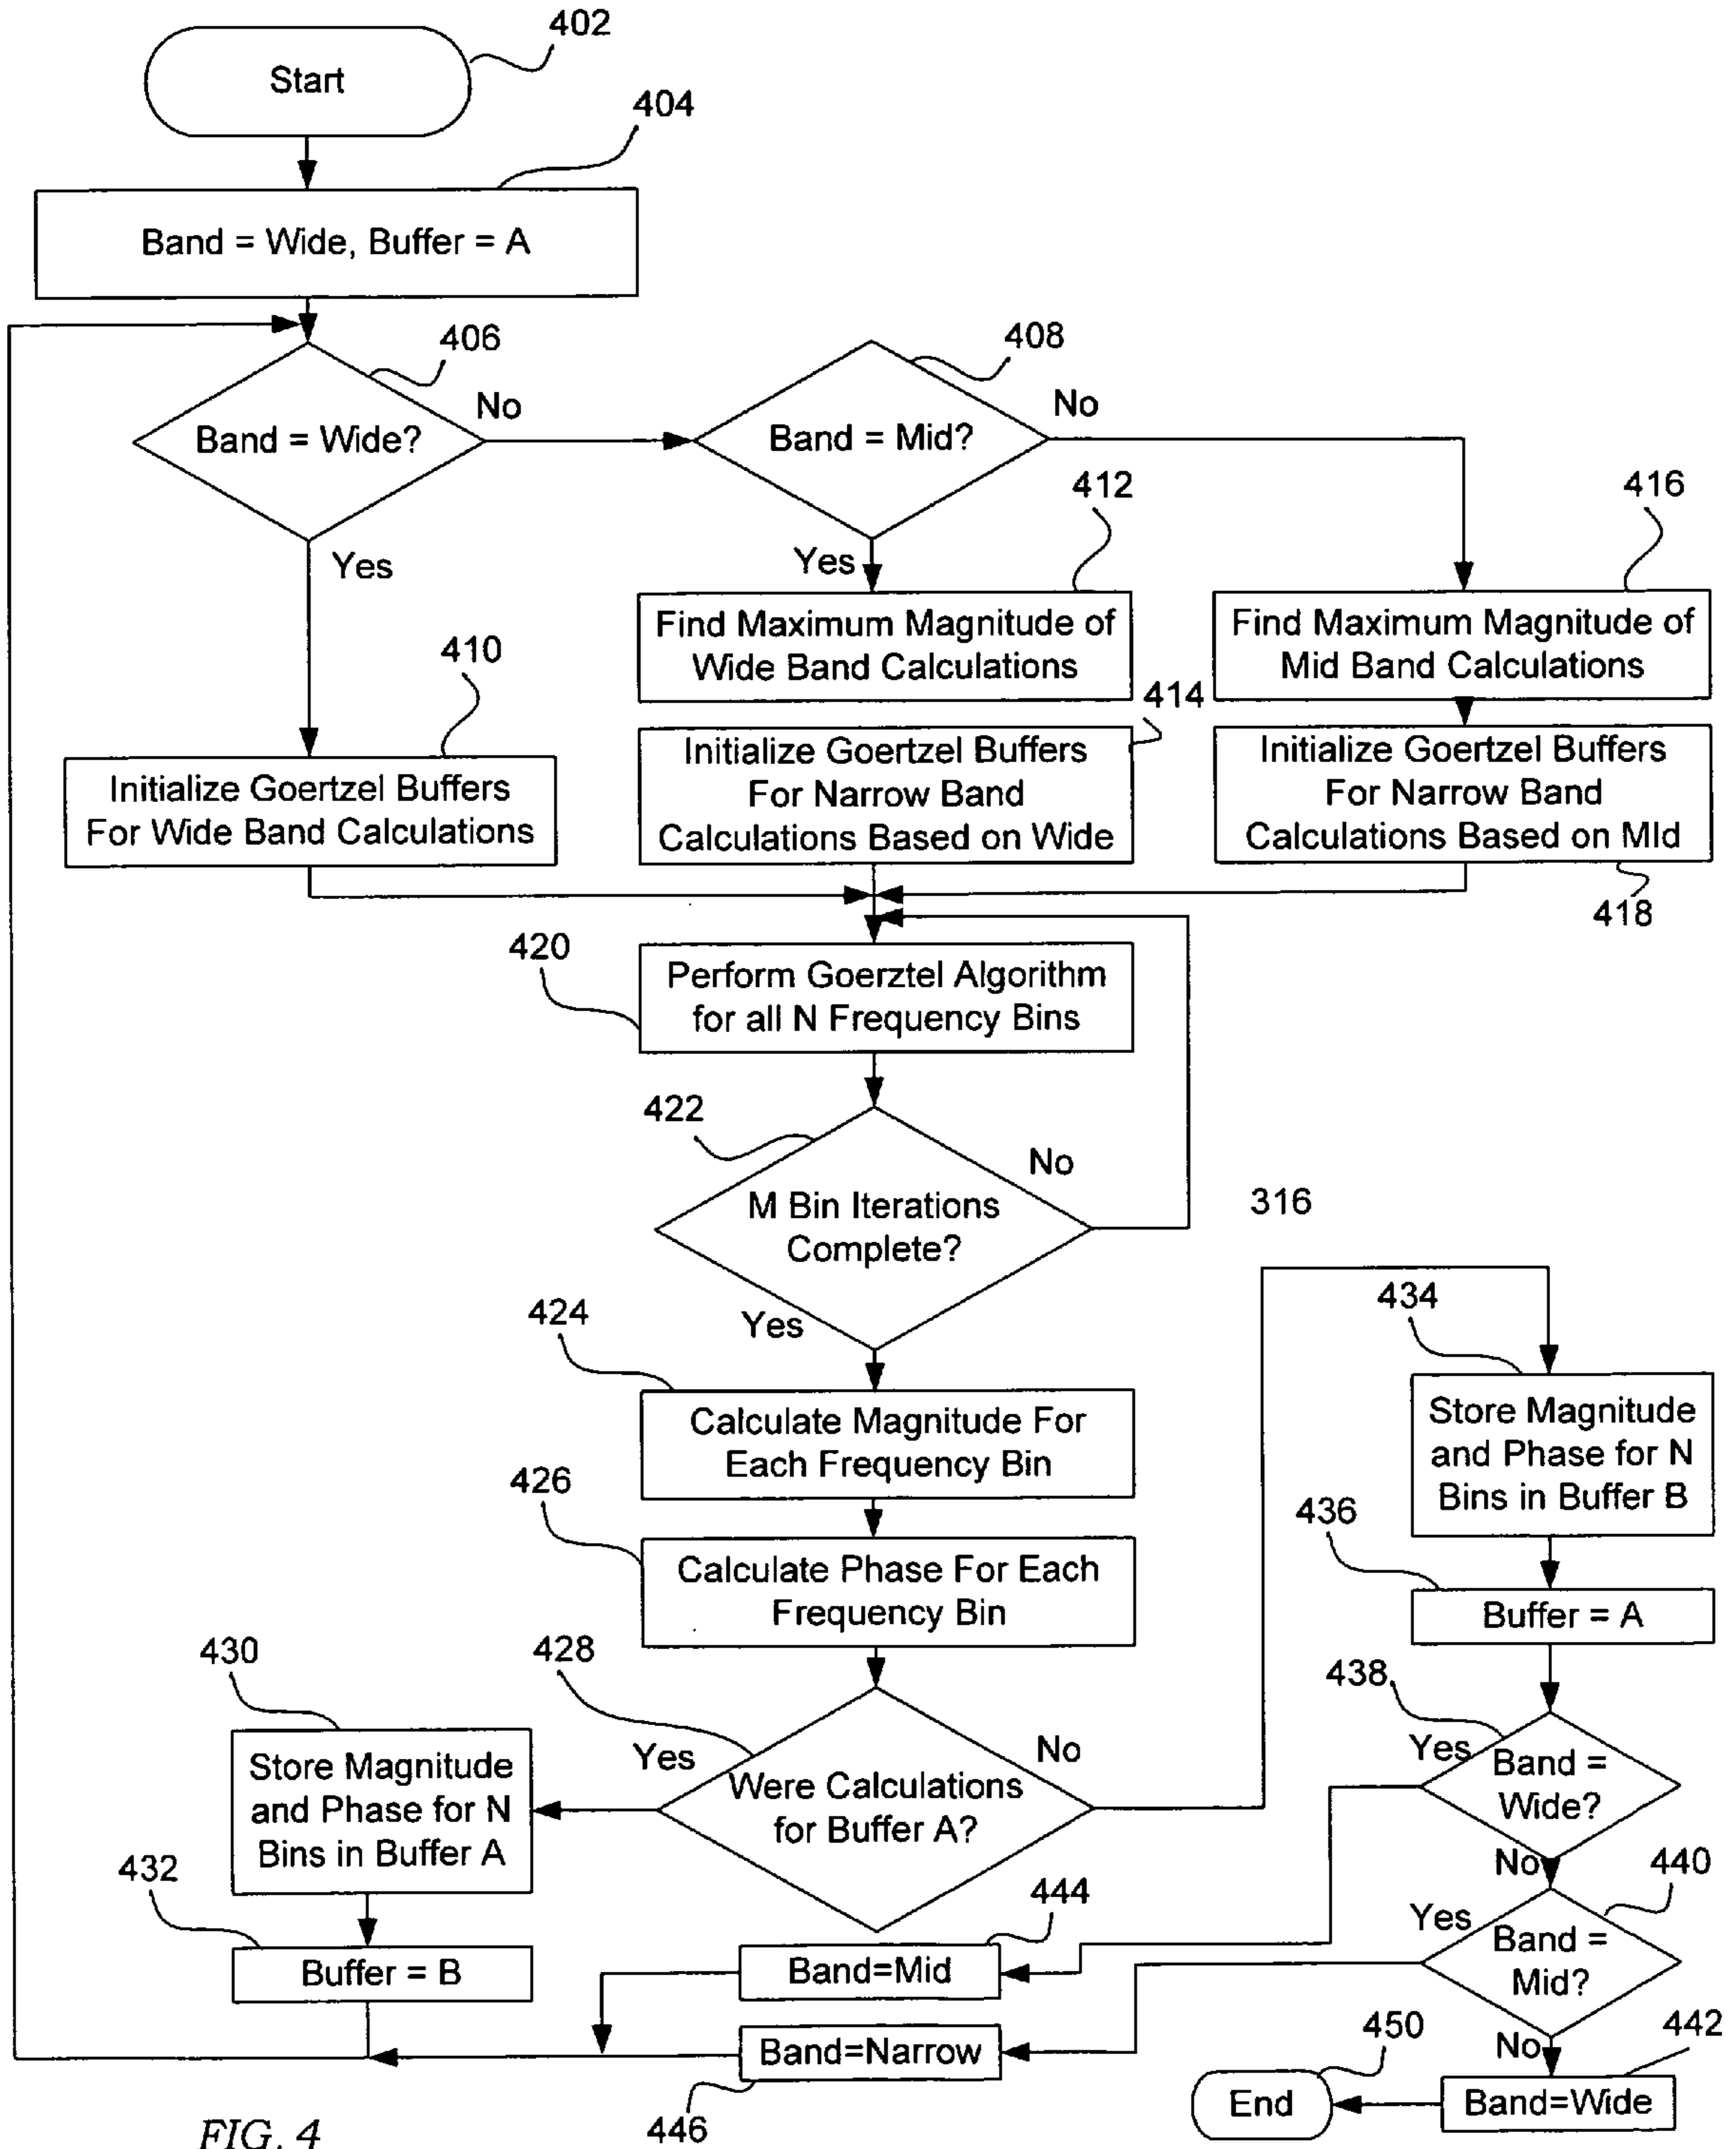 402
Start
404
Band = Wide, Buffer = A
406
408
Band = Wide?
No
Band = Mid?
No
Yes
Yes
412
416
410
Find Maximum Magnitude of
Wide Band Calculations
Find Maximum Magnitude of
Mid Band Calculations
414
Initialize Goertzel Buffers
For Wide Band Calculations
Initialize Goertzel Buffers
For Narrow Band
Calculations Based on Wide
Initialize Goertzel Buffers
For Narrow Band
Calculations Based on MId
418
420
Perform Goerztel Algorithm
for all N Frequency Bins
422
M Bin Iterations
Complete?
No
Yes
316
424
Calculate Magnitude For
Each Frequency Bin
426
Calculate Phase For Each
Frequency Bin
428
Were Calculations
for Buffer A?
Yes
No
430
Store Magnitude
and Phase for N
Bins in Buffer A
432
Buffer = B
434
Store Magnitude
and Phase for N
Bins in Buffer B
436
Buffer = A
438
Yes
Band =
Wide?
No
440
Yes
Band =
Mid?
No
444
Band=Mid
Band=Narrow
446
442
Band=Wide
450
End
FIG. 4